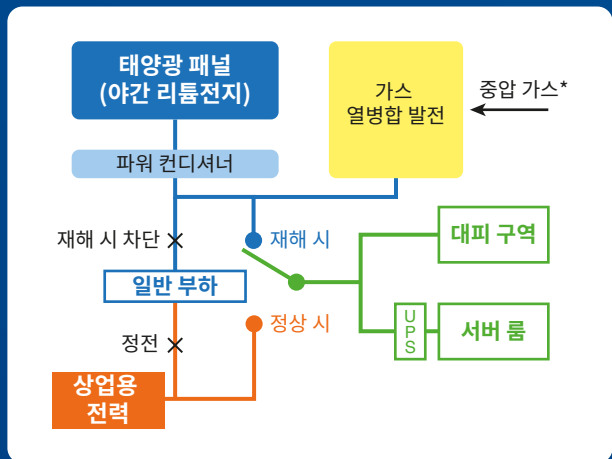 태양광 패널
(야간 리튬전지)
가스
열병합 발전
중압 가스*
파워 컨디셔너
재해 시 차단
재해 시
대피 구역
일반 부하
정상 시
UPS
서버 룸
정전
상업용
전력